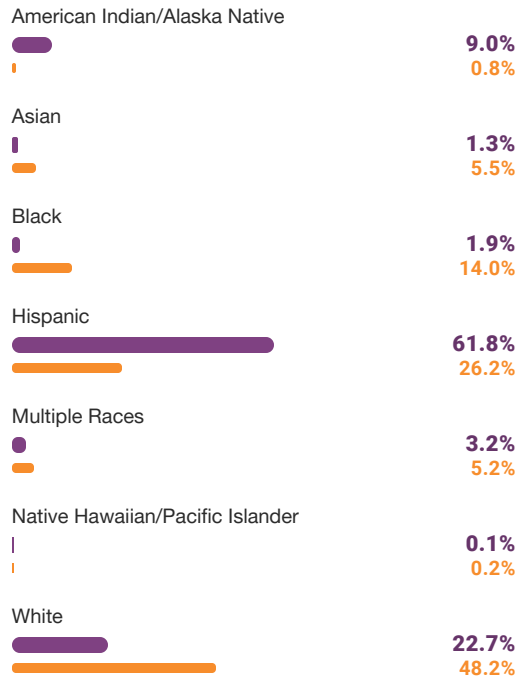 American Indian/Alaska Native
9.0%
0.8%
Asian
1.3%
5.5%
Black
1.9%
14.0%
Hispanic
61.8%
26.2%
Multiple Races
3.2%
5.2%
Native Hawaiian/Pacific Islander
0.1%
0.2%
White
22.7%
48.2%